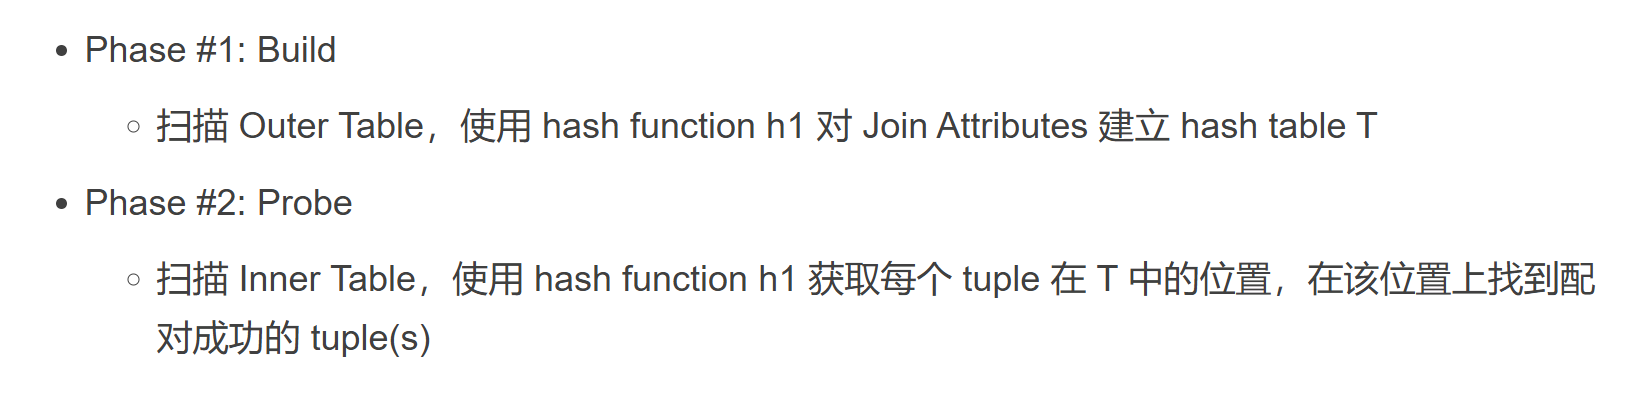 Phase #1: Build
扫描 Outer Table，使用 hash function h1 对 Join Attributes 建立 hash table T
Phase #2: Probe
扫描 Inner Table，使用 hash function h1 获取每个 tuple 在 T 中的位置，在该位置上找到配
对成功的 tuple(s)